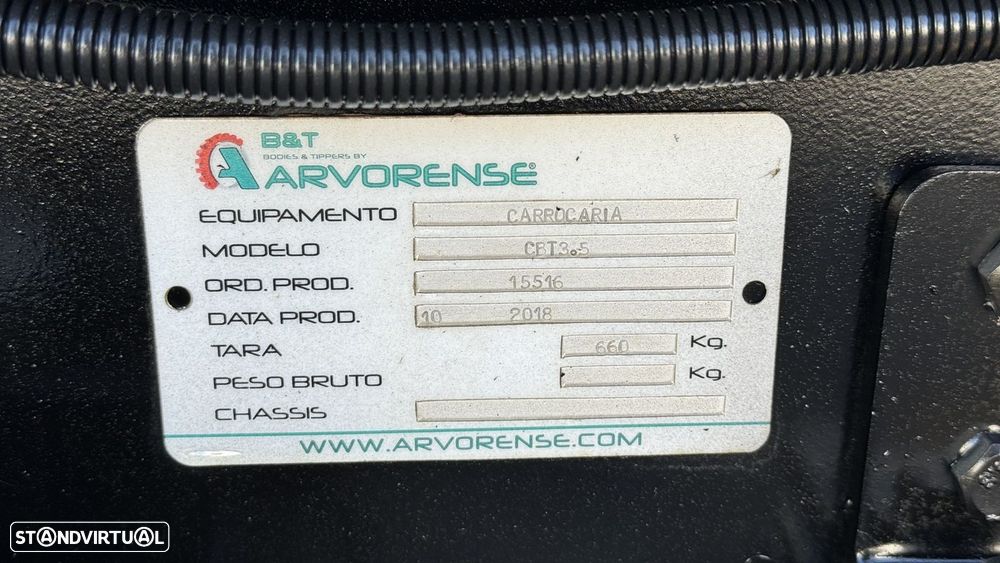 B&T
BODIES & TIPPERS BY
ARVORENSE®
EQUIPAMENTO CARROCARIA
MODELO CBT3.5
ORD. PROD. 15516
DATA PROD. 10 2018
TARA 660 Kg.
PESO BRUTO Kg.
CHASSIS
WWW.ARVORENSE.COM
STANDVIRTUAL